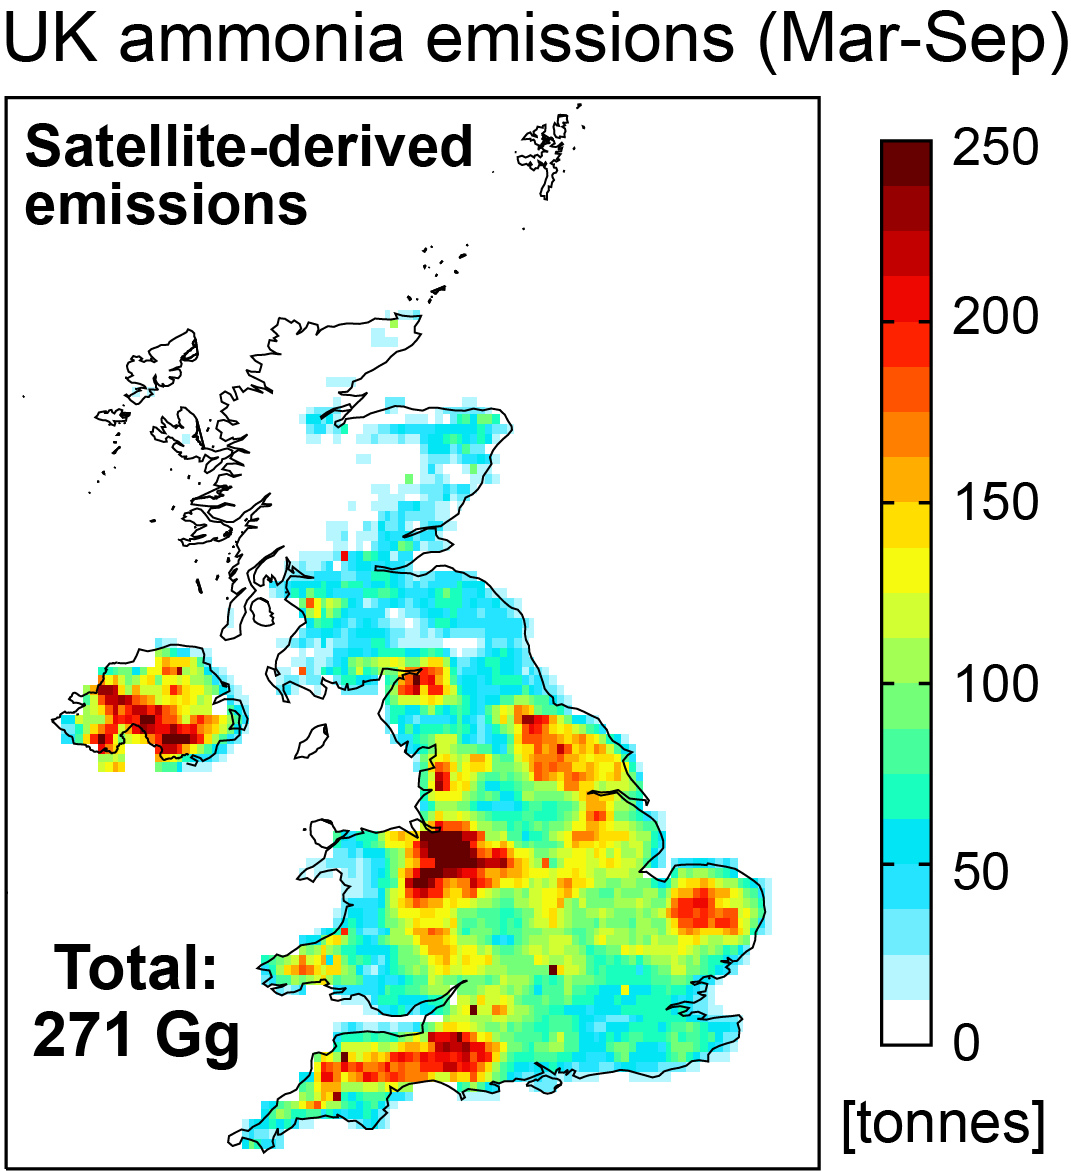 UK ammonia emissions (Mar-Sep)
Satellite-derived
emissions
250
200
150
100
50
0
[tonnes]
Total:
271 Gg